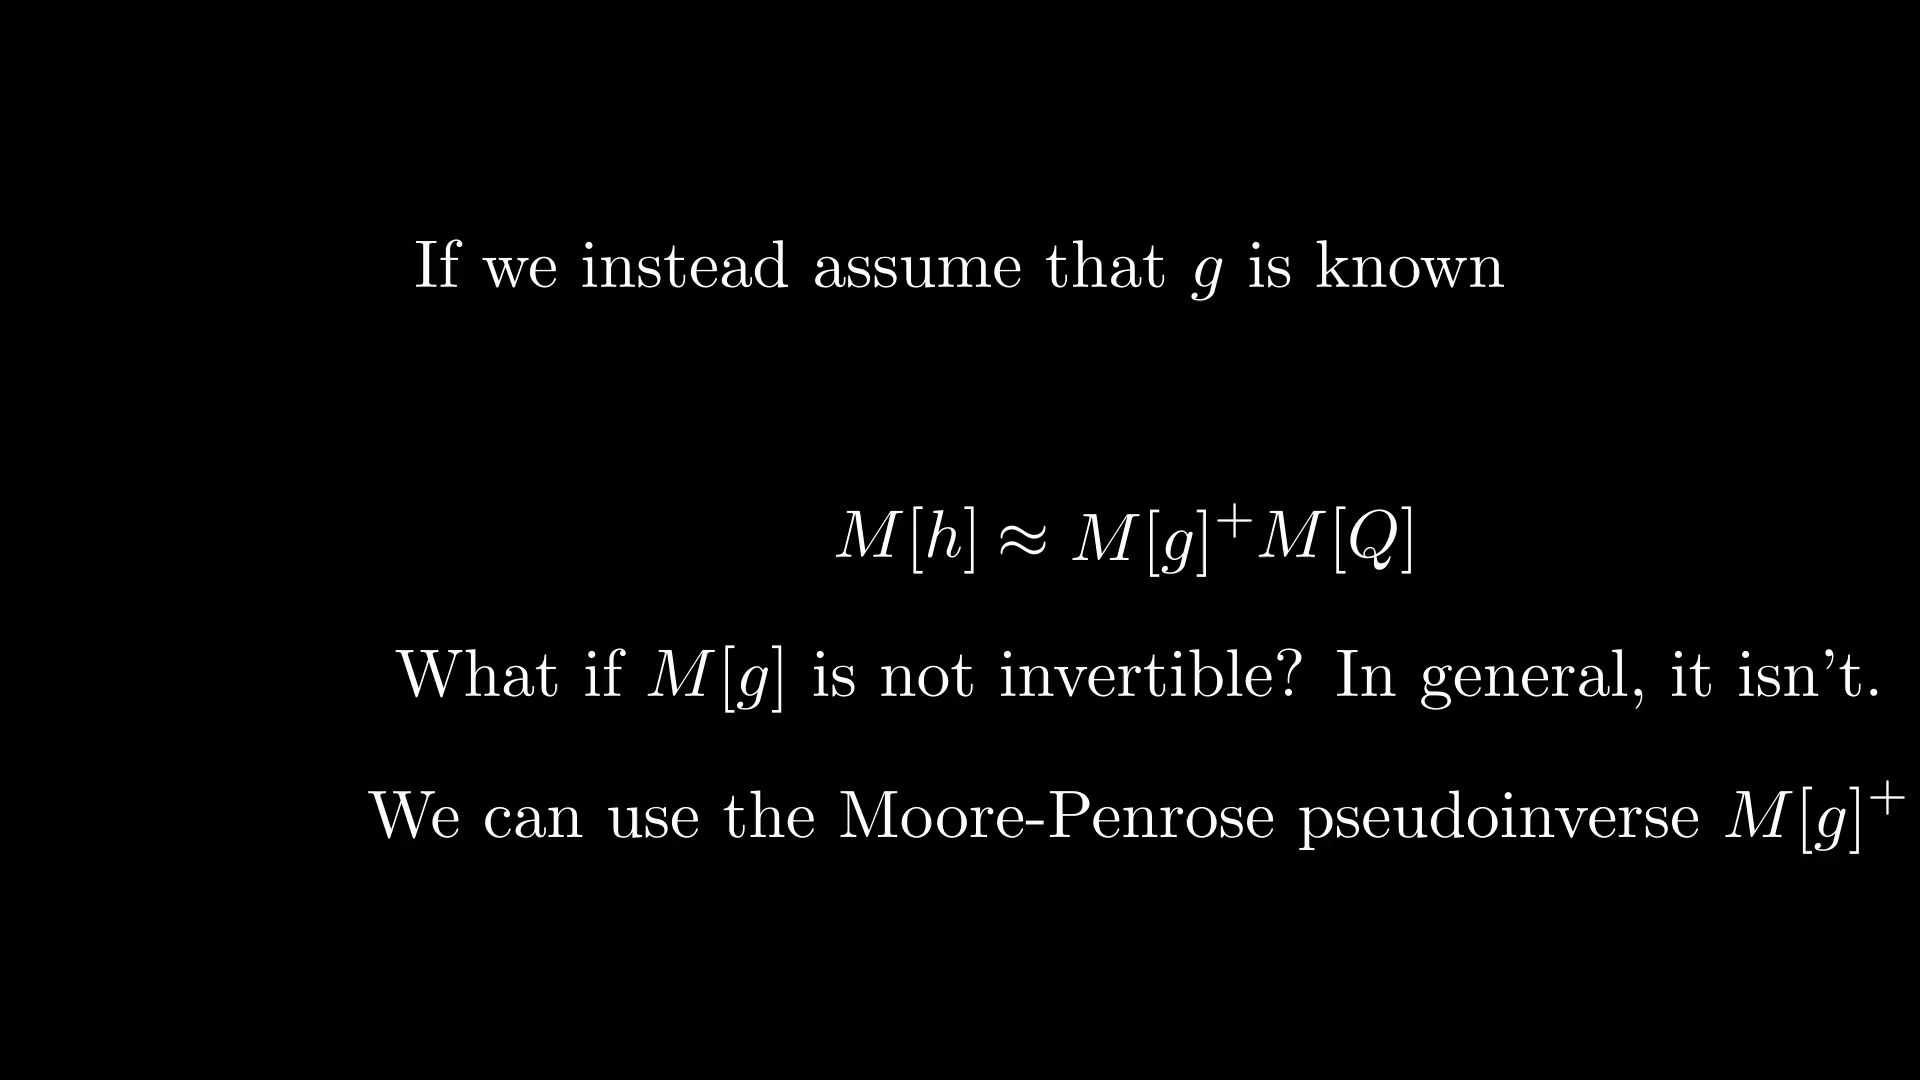 If we instead assume that g is known
M[h] ≈ M[g]⁺M[Q]
What if M[g] is not invertible? In general, it isn't.
We can use the Moore-Penrose pseudoinverse M[g]⁺